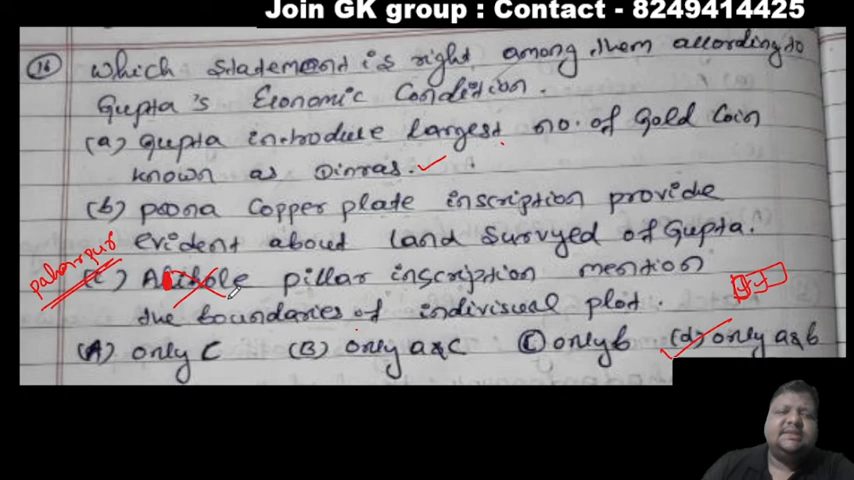 Join GK group : Contact - 8249414425
16 Which statement is right among them according to
Gupta's Economic Condition.
(a) Gupta introduce largest no. of Gold Coin
known as Dinras.
(b) poona Copper plate inscription provide
evident about land survyed of Gupta.
paharpur
(c) Aihole pillar inscription mention
the boundaries of indivisual plot.
(A) only C (B) only a&c (C) only b (d) only a&b